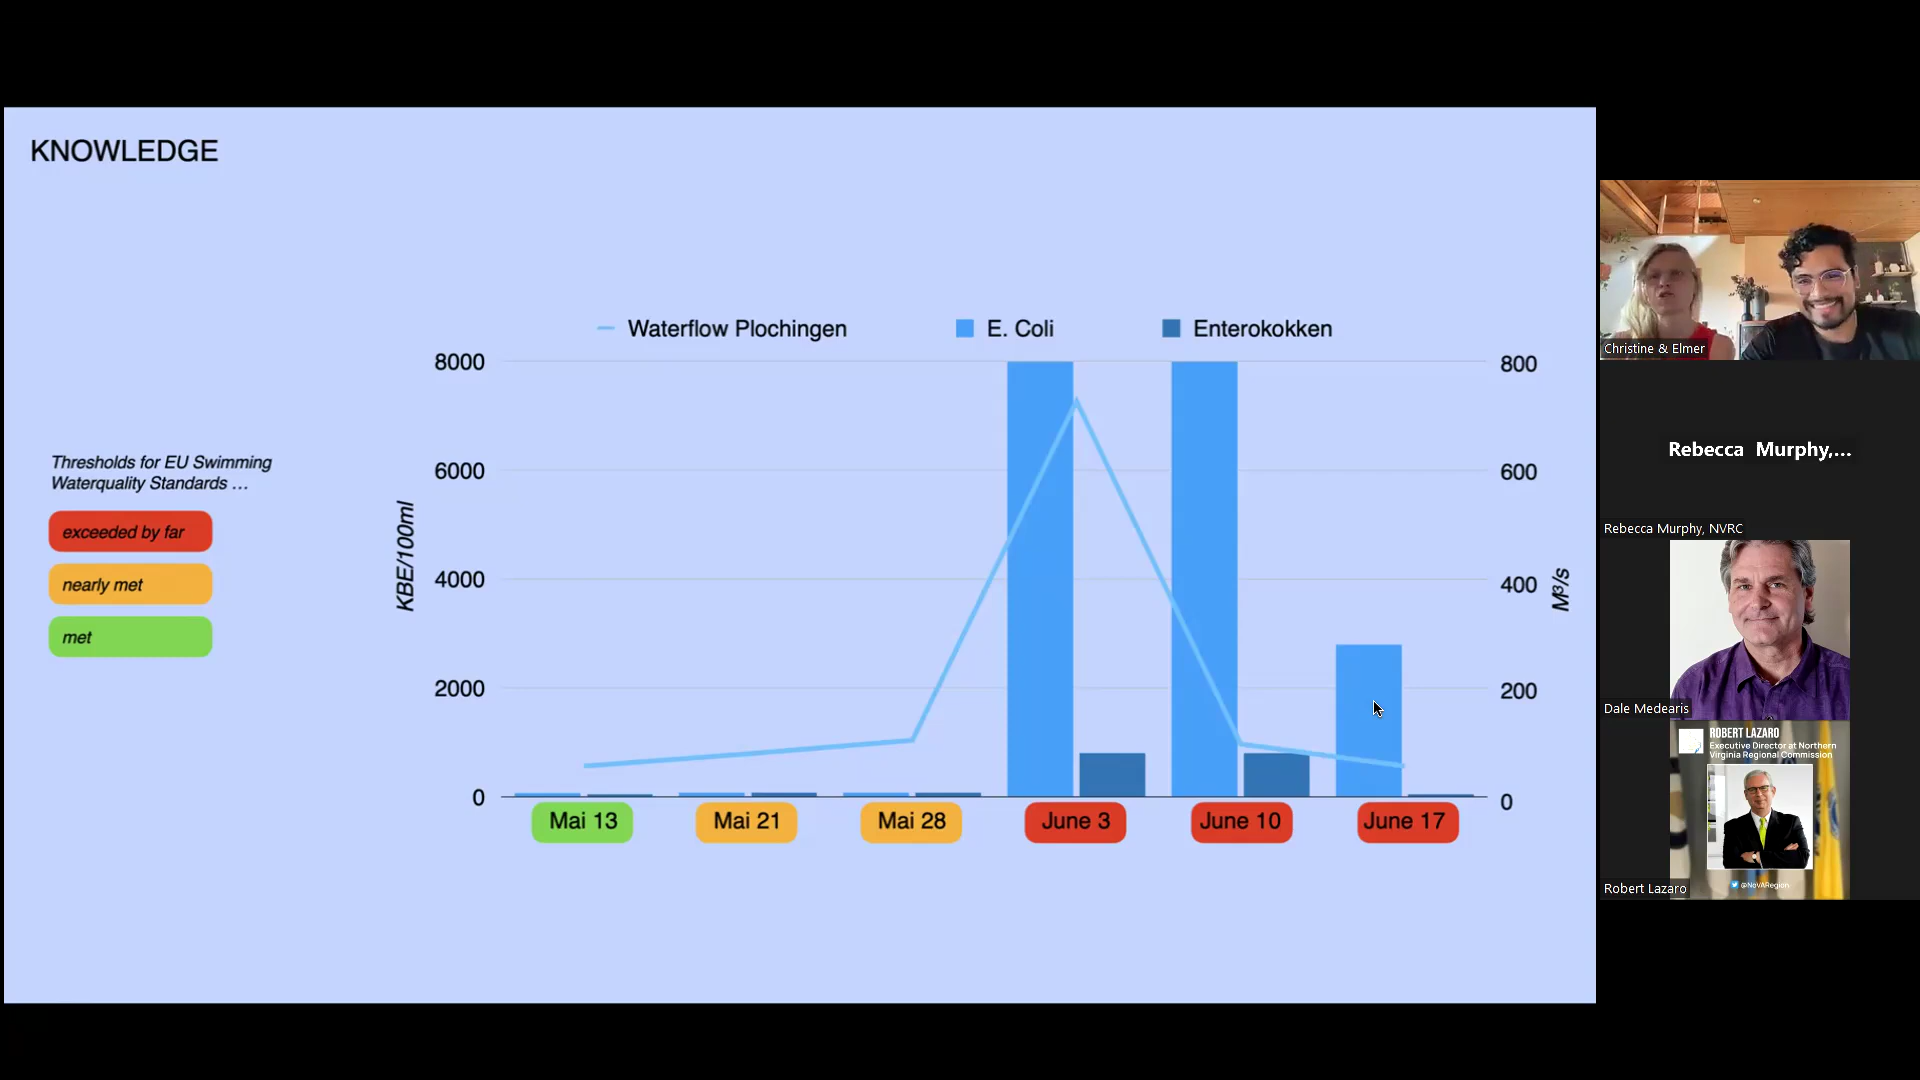 KNOWLEDGE
Waterflow Plochingen
E. Coli
Enterokokken
Thresholds for EU Swimming
Waterquality Standards …
exceeded by far
nearly met
met
KBE/100ml
8000
6000
4000
2000
0
800
600
400
200
0
M³/s
Mai 13
Mai 21
Mai 28
June 3
June 10
June 17
Christine & Elmer
Rebecca Murphy,...
Rebecca Murphy, NVRC
Dale Medearis
ROBERT LAZARO
Executive Director at Northern
Virginia Regional Commission
@NoVARegion
Robert Lazaro